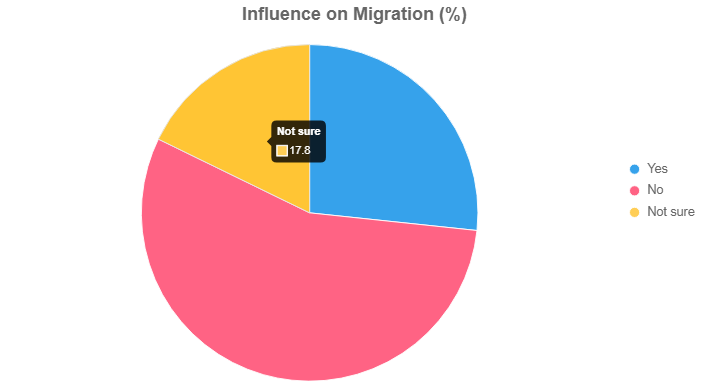 Influence on Migration (%)
Not sure
17.8
Yes
No
Not sure